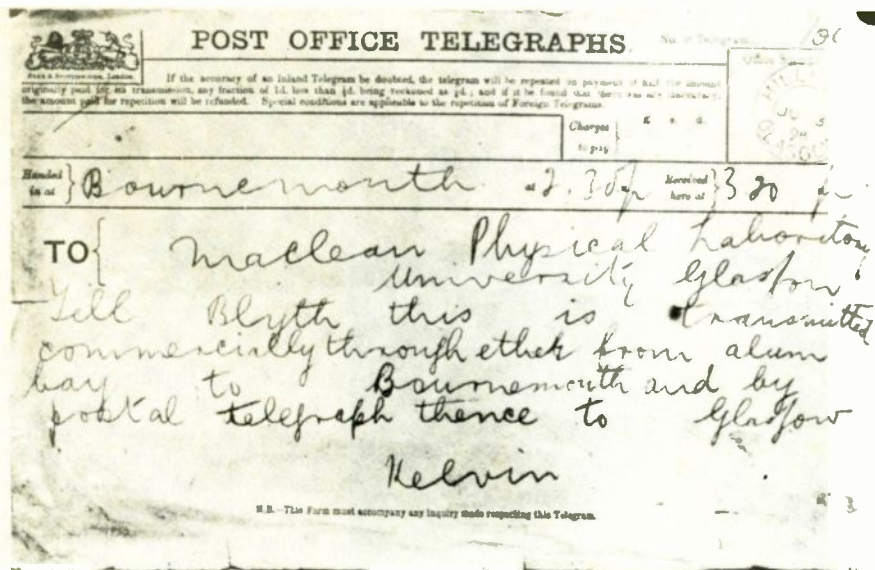 POST OFFICE TELEGRAPHS.
If the accuracy of an Inland Telegram be doubted, the telegram will be repeated on payment of half the amount
originally paid for its transmission, any fraction of 1d. less than ½d. being reckoned as ½d.; and if it be found that there was any inaccuracy,
the amount paid for repetition will be refunded. Special conditions are applicable to the repetition of Foreign Telegrams.
Charges to pay £ s. d.
Handed in at Bournemouth at 2.30 p Received here at 3 20 p
TO Maclean Physical Laboratory
University Glasgow
Tell Blyth this is transmitted
commercially through ether from alum
bay to Bournemouth and by
postal telegraph thence to Glasgow
Kelvin
N.B.—This Form must accompany any inquiry made respecting this Telegram.